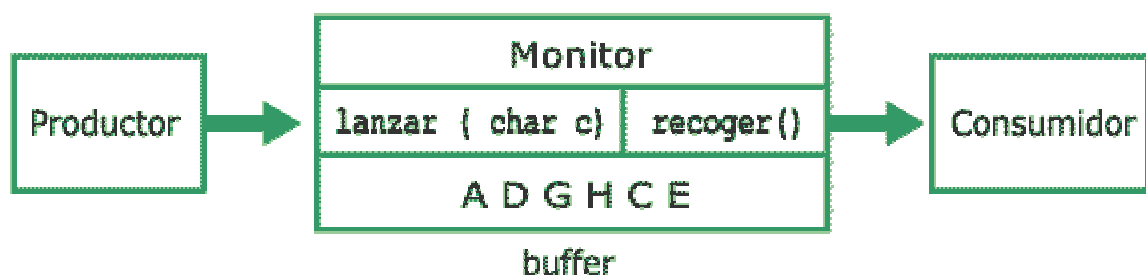 Monitor
Productor
lanzar ( char c)
recoger()
Consumidor
A D G H C E
buffer